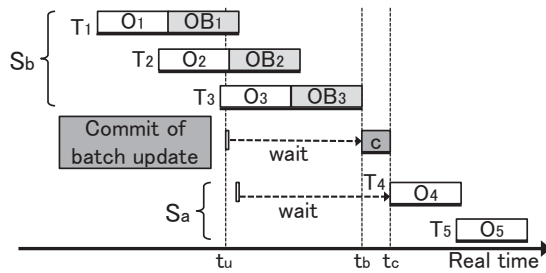 T1 O1 OB1
Sb
T2 O2 OB2
T3 O3 OB3
Commit of
batch update
wait
c
T4 O4
Sa
wait
T5 O5
tu tb tc Real time